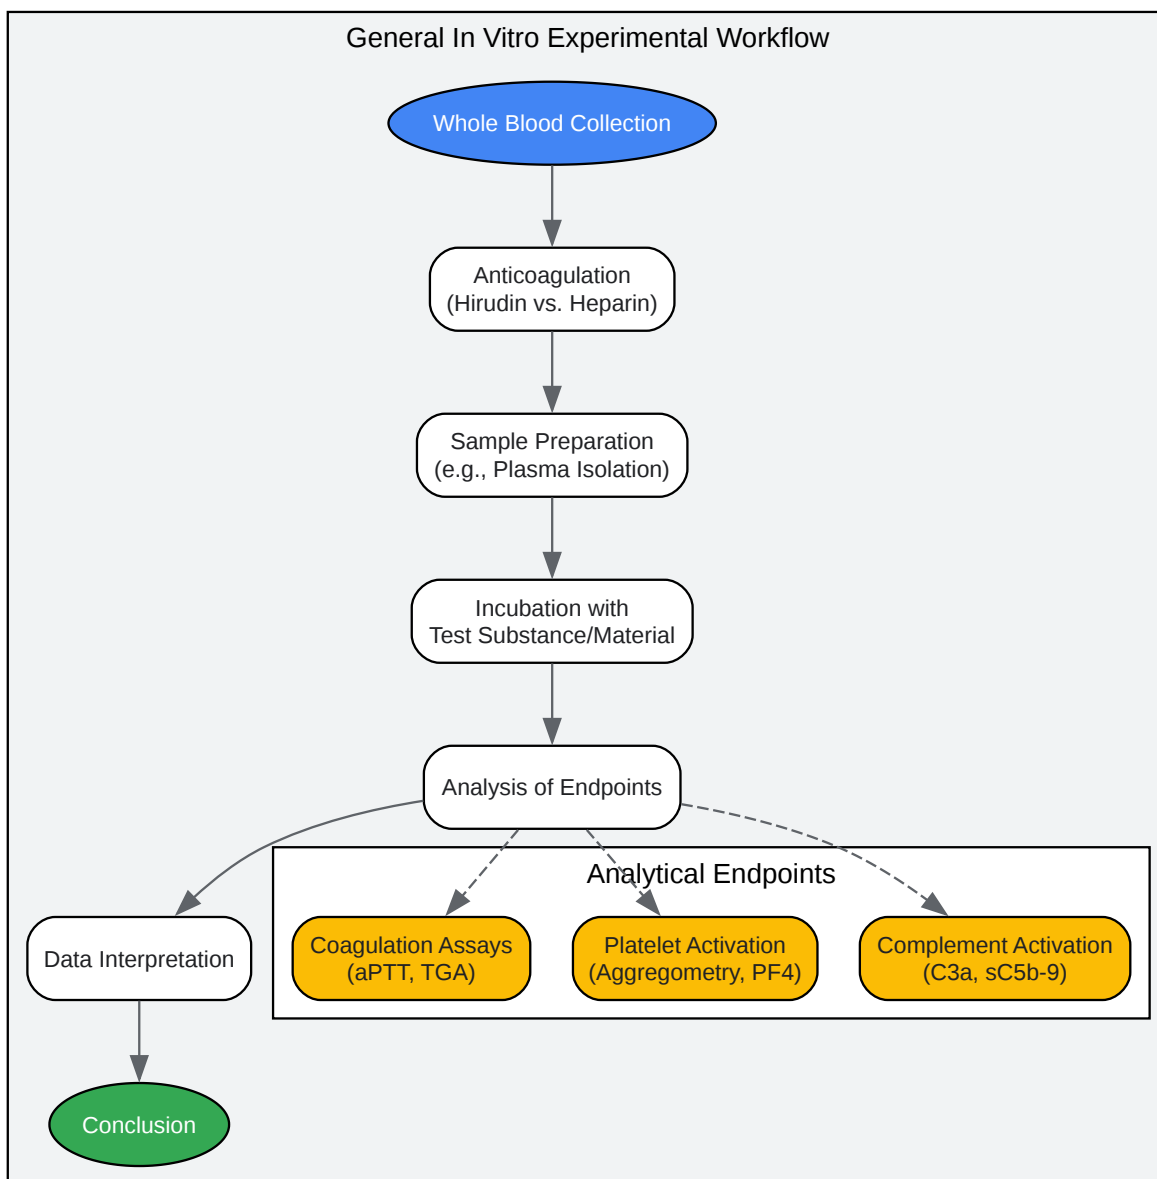 General In Vitro Experimental Workflow
Whole Blood Collection
Anticoagulation
(Hirudin vs. Heparin)
Sample Preparation
(e.g., Plasma Isolation)
Incubation with
Test Substance/Material
Analysis of Endpoints
Analytical Endpoints
Data Interpretation
Coagulation Assays
(aPTT, TGA)
Platelet Activation
(Aggregometry, PF4)
Complement Activation
(C3a, sC5b-9)
Conclusion